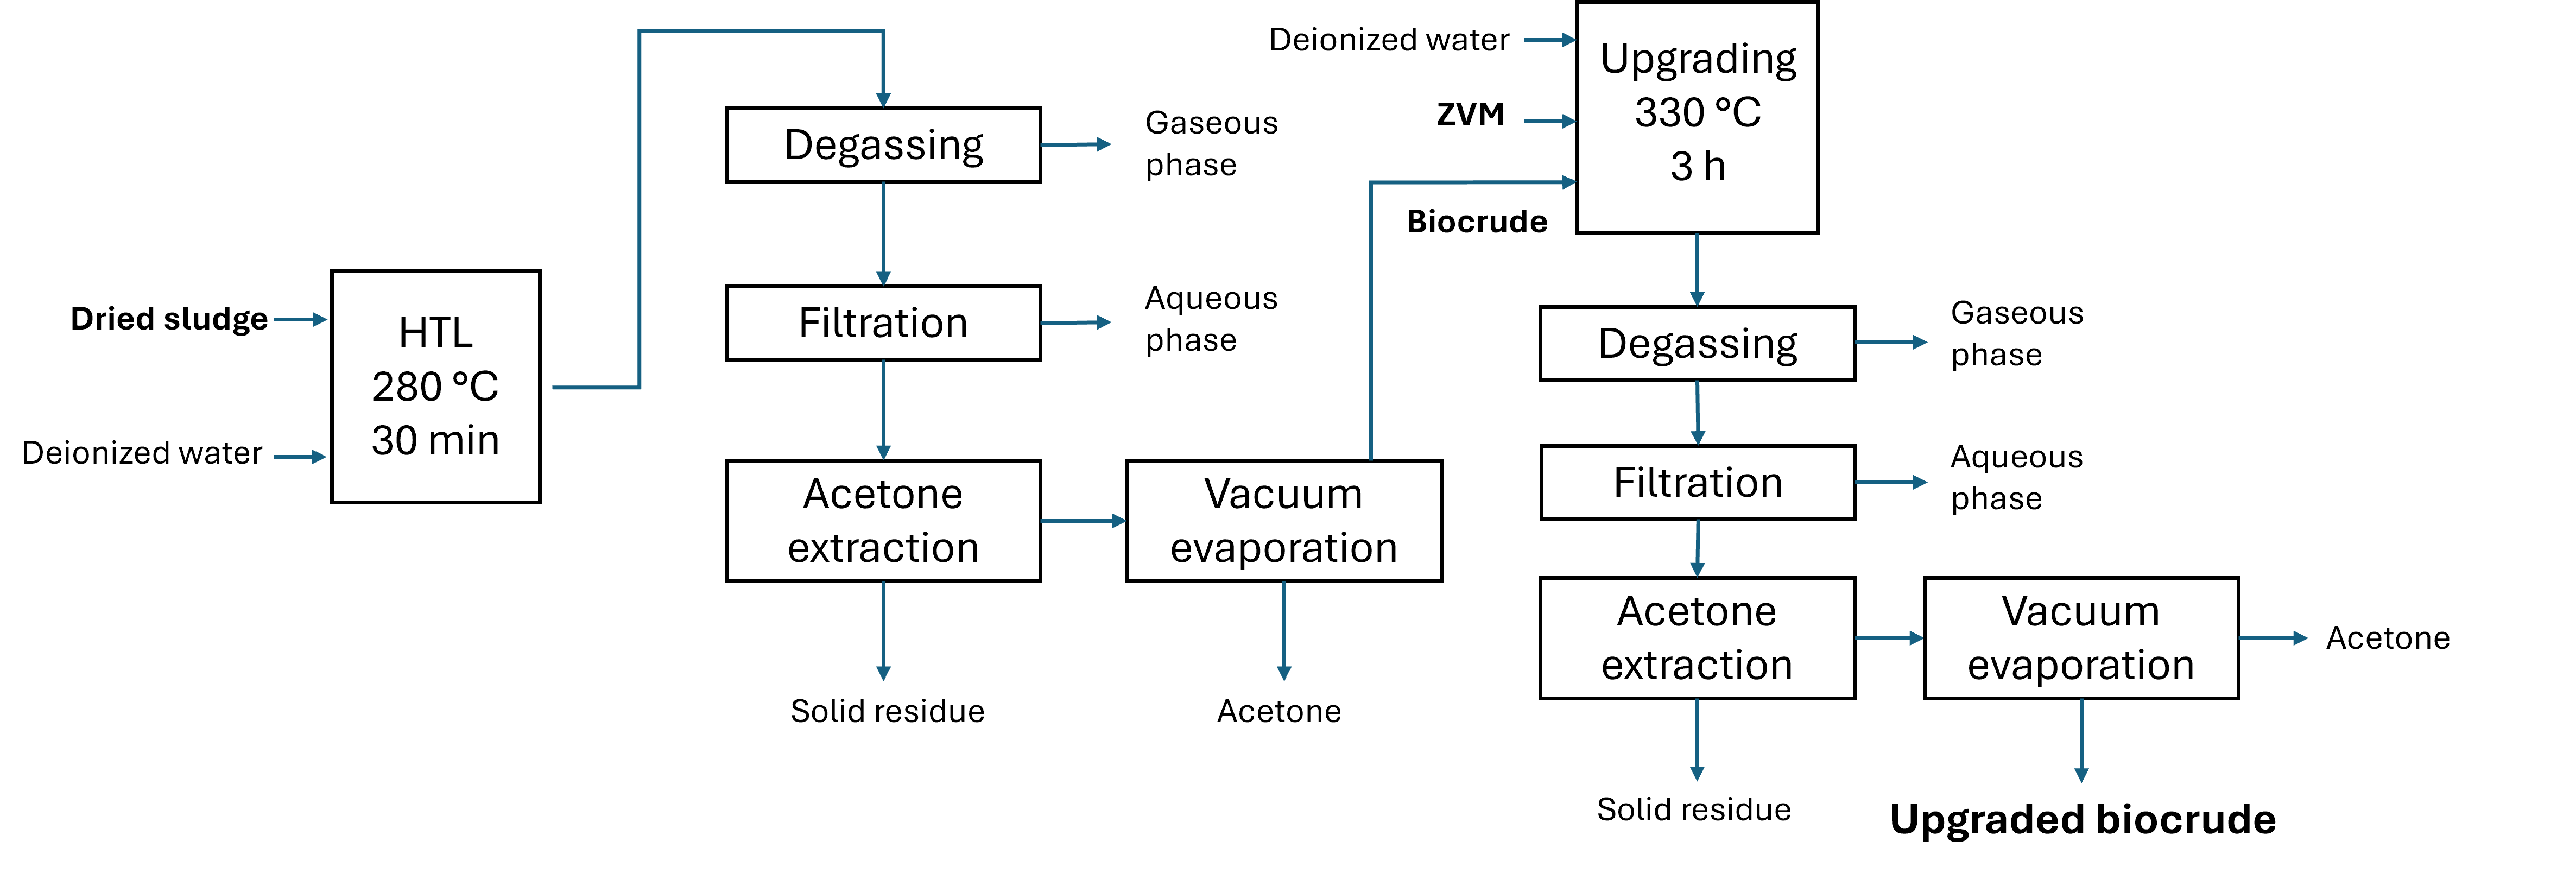 Dried sludge
Deionized water
HTL
280 °C
30 min
Degassing
Gaseous
phase
Filtration
Aqueous
phase
Acetone
extraction
Solid residue
Vacuum
evaporation
Acetone
Deionized water
ZVM
Biocrude
Upgrading
330 °C
3 h
Degassing
Gaseous
phase
Filtration
Aqueous
phase
Acetone
extraction
Solid residue
Vacuum
evaporation
Acetone
Upgraded biocrude